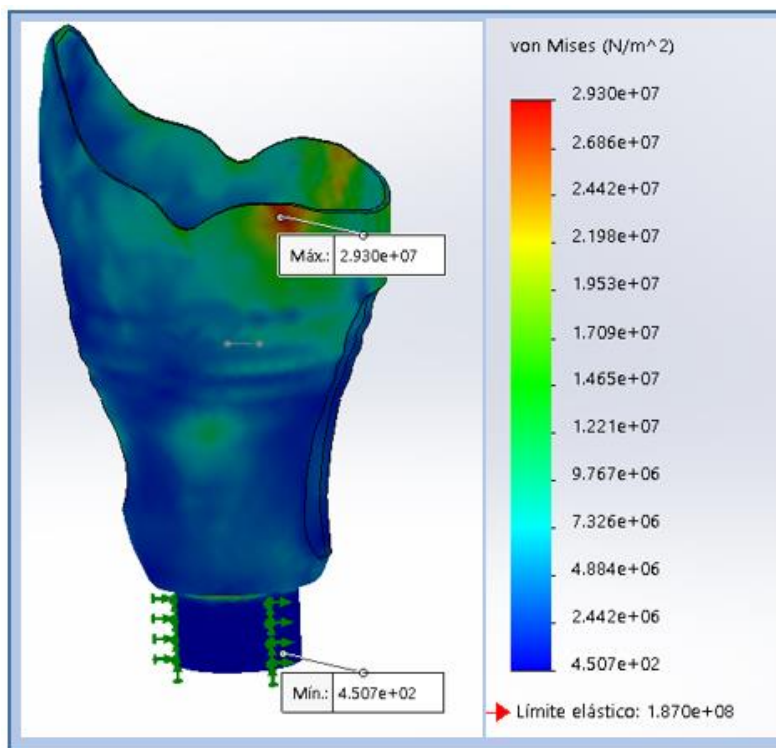 von Mises (N/m^2)
2.930e+07
2.686e+07
2.442e+07
2.198e+07
1.953e+07
1.709e+07
1.465e+07
1.221e+07
9.767e+06
7.326e+06
4.884e+06
2.442e+06
4.507e+02
Límite elástico: 1.870e+08
Máx.: 2.930e+07
Mín.: 4.507e+02